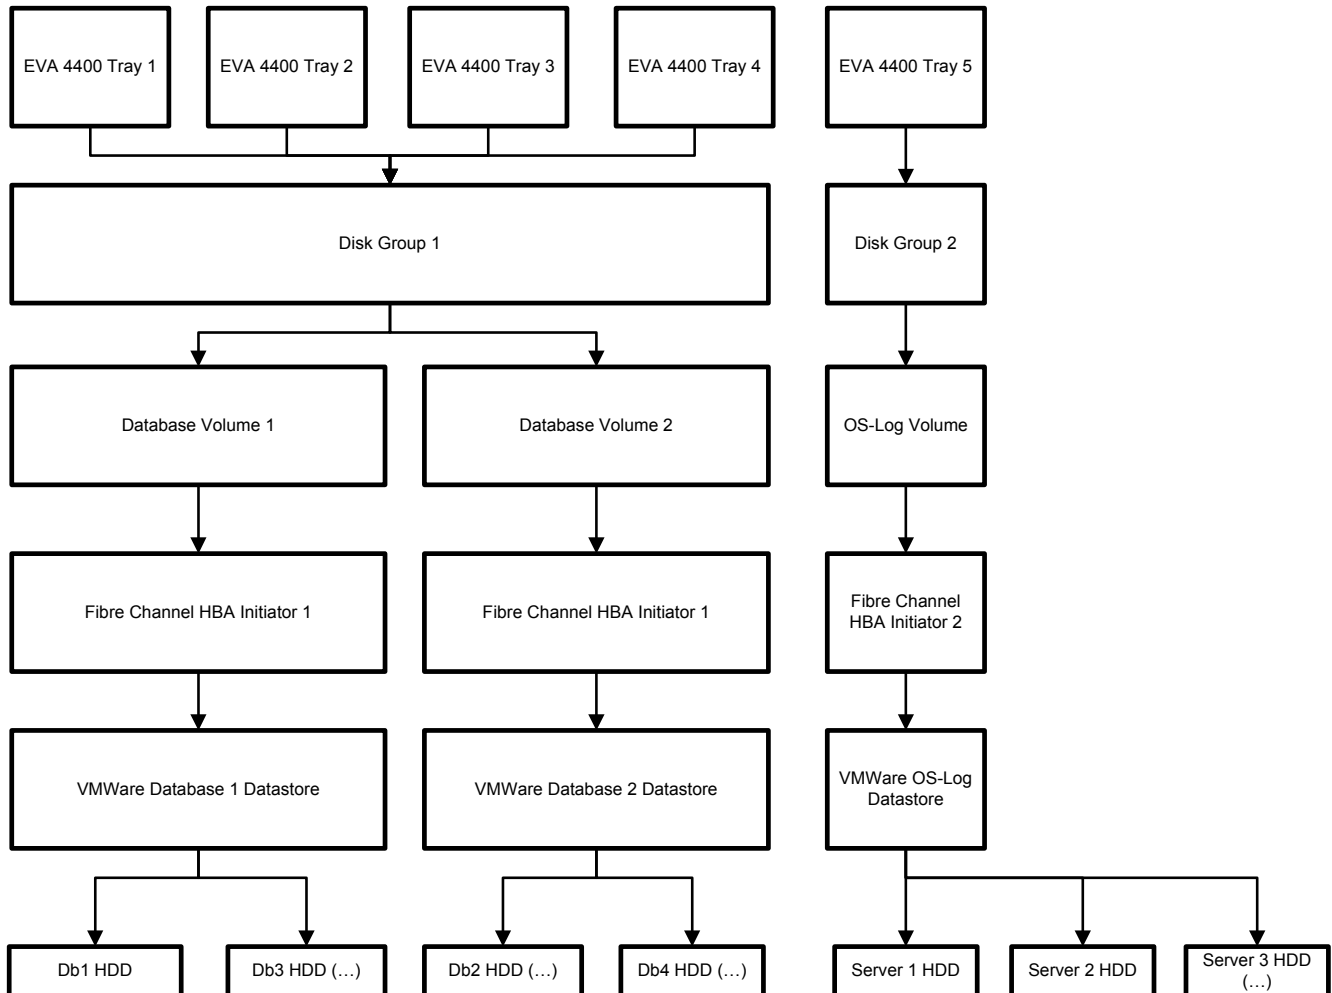 EVA 4400 Tray 1
EVA 4400 Tray 2
EVA 4400 Tray 3
EVA 4400 Tray 4
EVA 4400 Tray 5
Disk Group 1
Disk Group 2
Database Volume 1
Database Volume 2
OS-Log Volume
Fibre Channel HBA Initiator 1
Fibre Channel HBA Initiator 1
Fibre Channel
HBA Initiator 2
VMWare Database 1 Datastore
VMWare Database 2 Datastore
VMWare OS-Log
Datastore
Db1 HDD
Db3 HDD (…)
Db2 HDD (…)
Db4 HDD (…)
Server 1 HDD
Server 2 HDD
Server 3 HDD
(…)